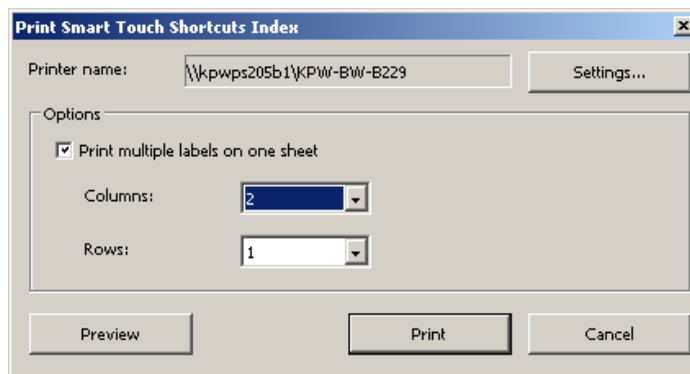 Print Smart Touch Shortcuts Index
Printer name: \\kpwps205b1\KPW-BW-B229 Settings...
Options
Print multiple labels on one sheet
Columns: 2
Rows: 1
Preview Print Cancel